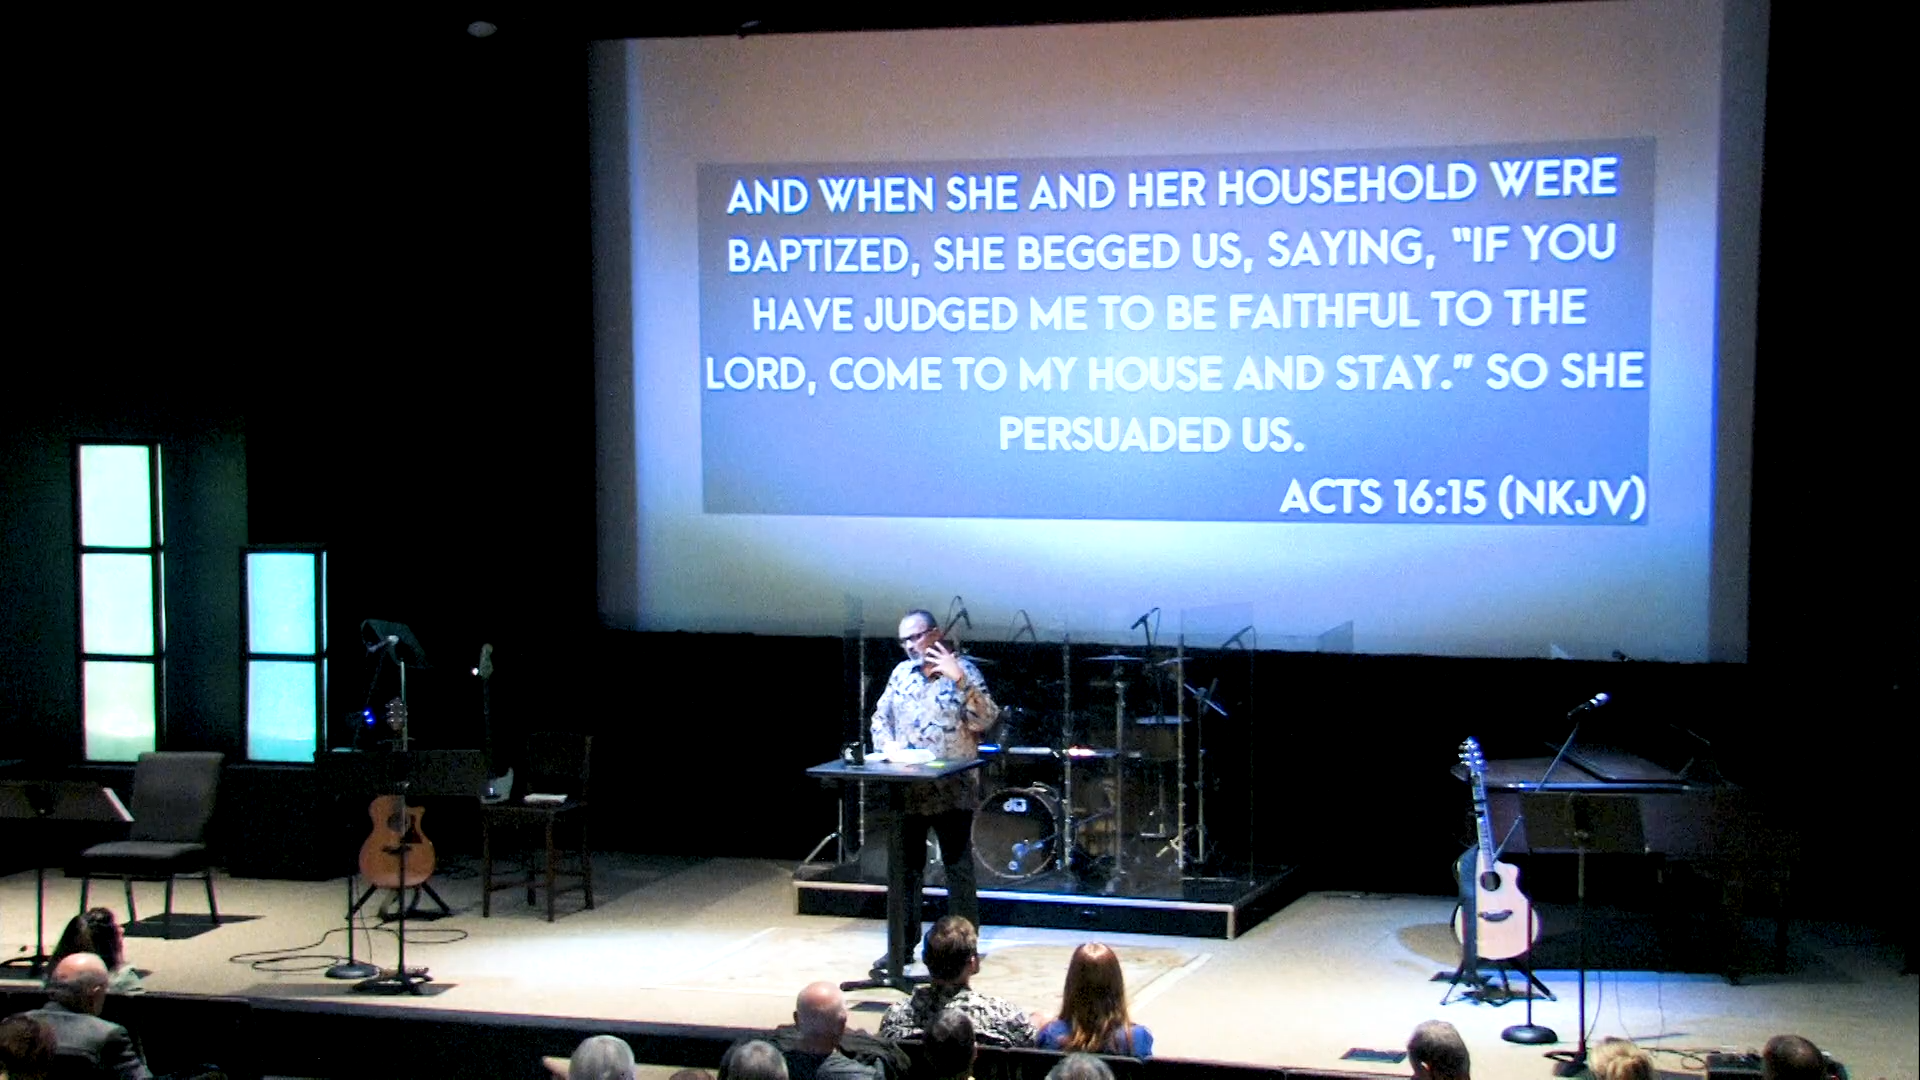 AND WHEN SHE AND HER HOUSEHOLD WERE
BAPTIZED, SHE BEGGED US, SAYING, "IF YOU
HAVE JUDGED ME TO BE FAITHFUL TO THE
LORD, COME TO MY HOUSE AND STAY." SO SHE
PERSUADED US.
ACTS 16:15 (NKJV)
dw